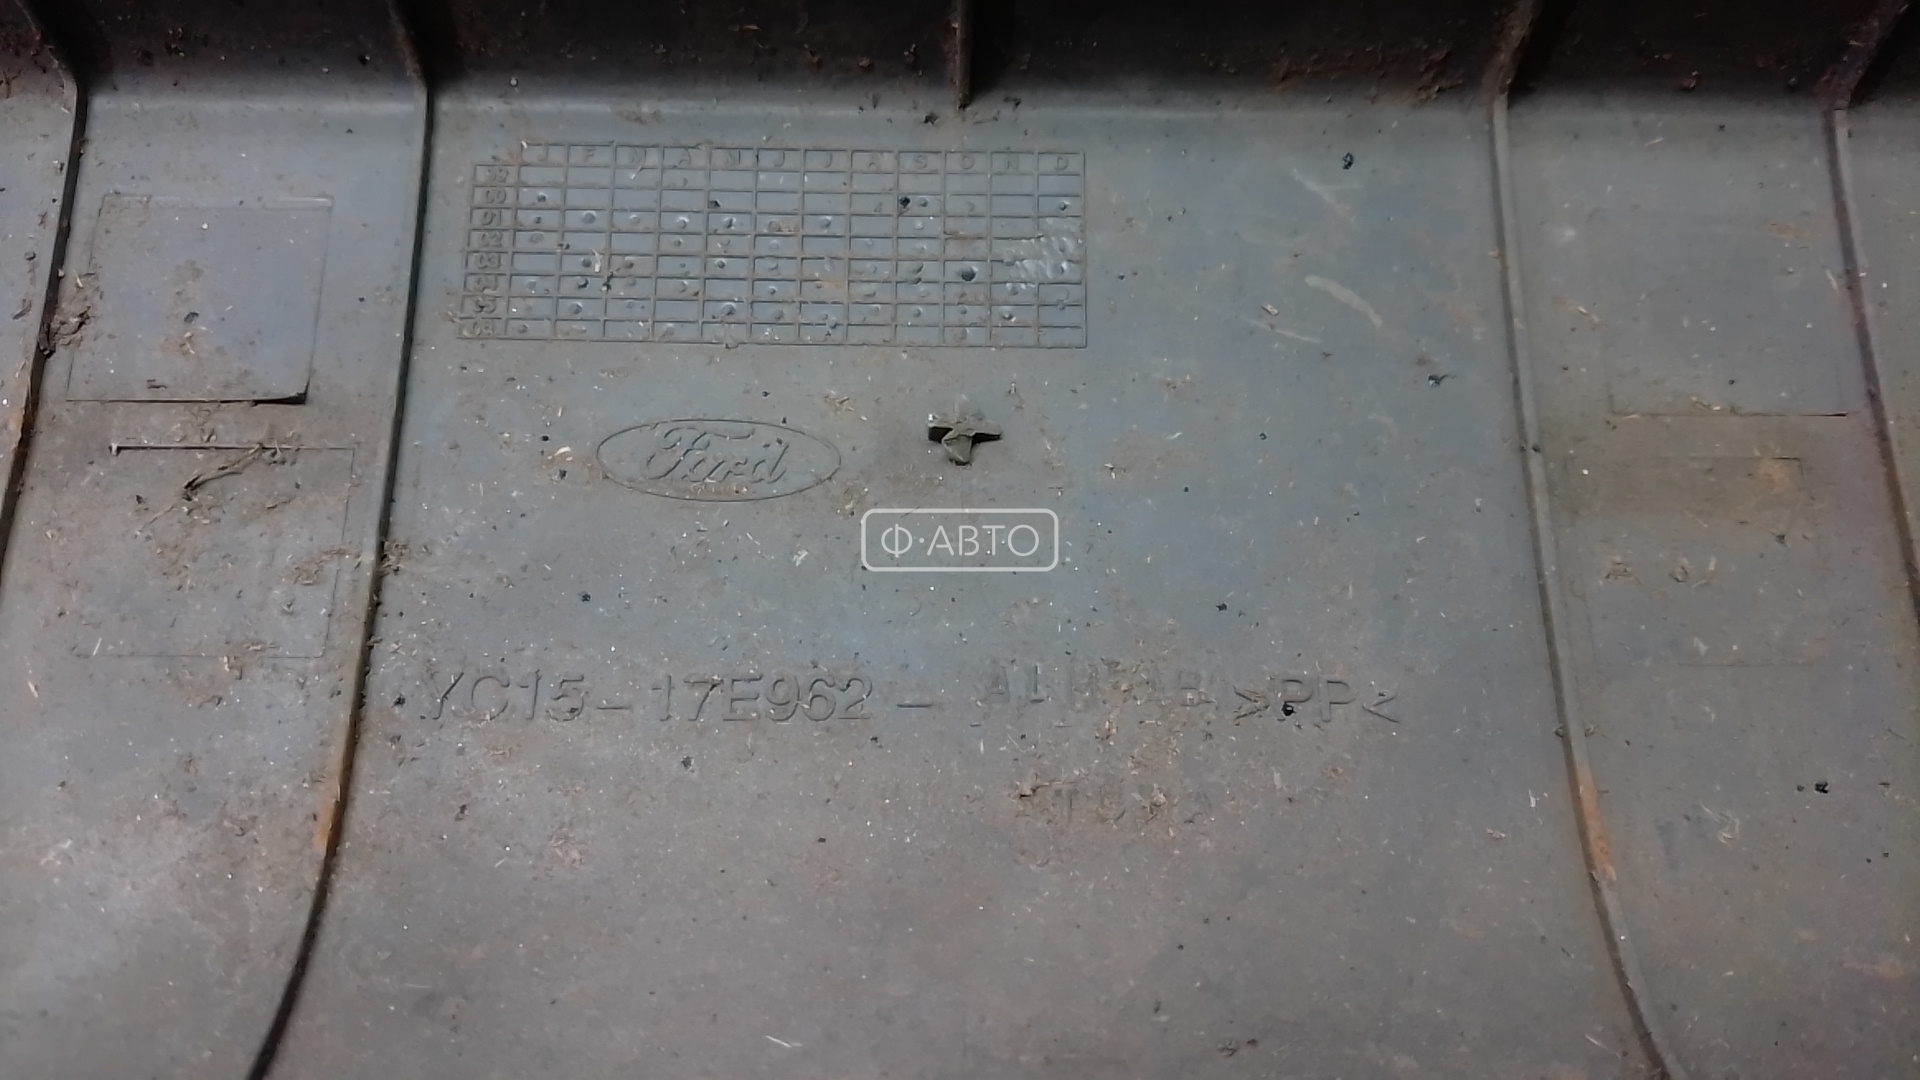 J F M A M J J A S O N D
99
00
01
02
03
04
05
06
Ford
Ф·АВТО
YC15-17E962- >PP<